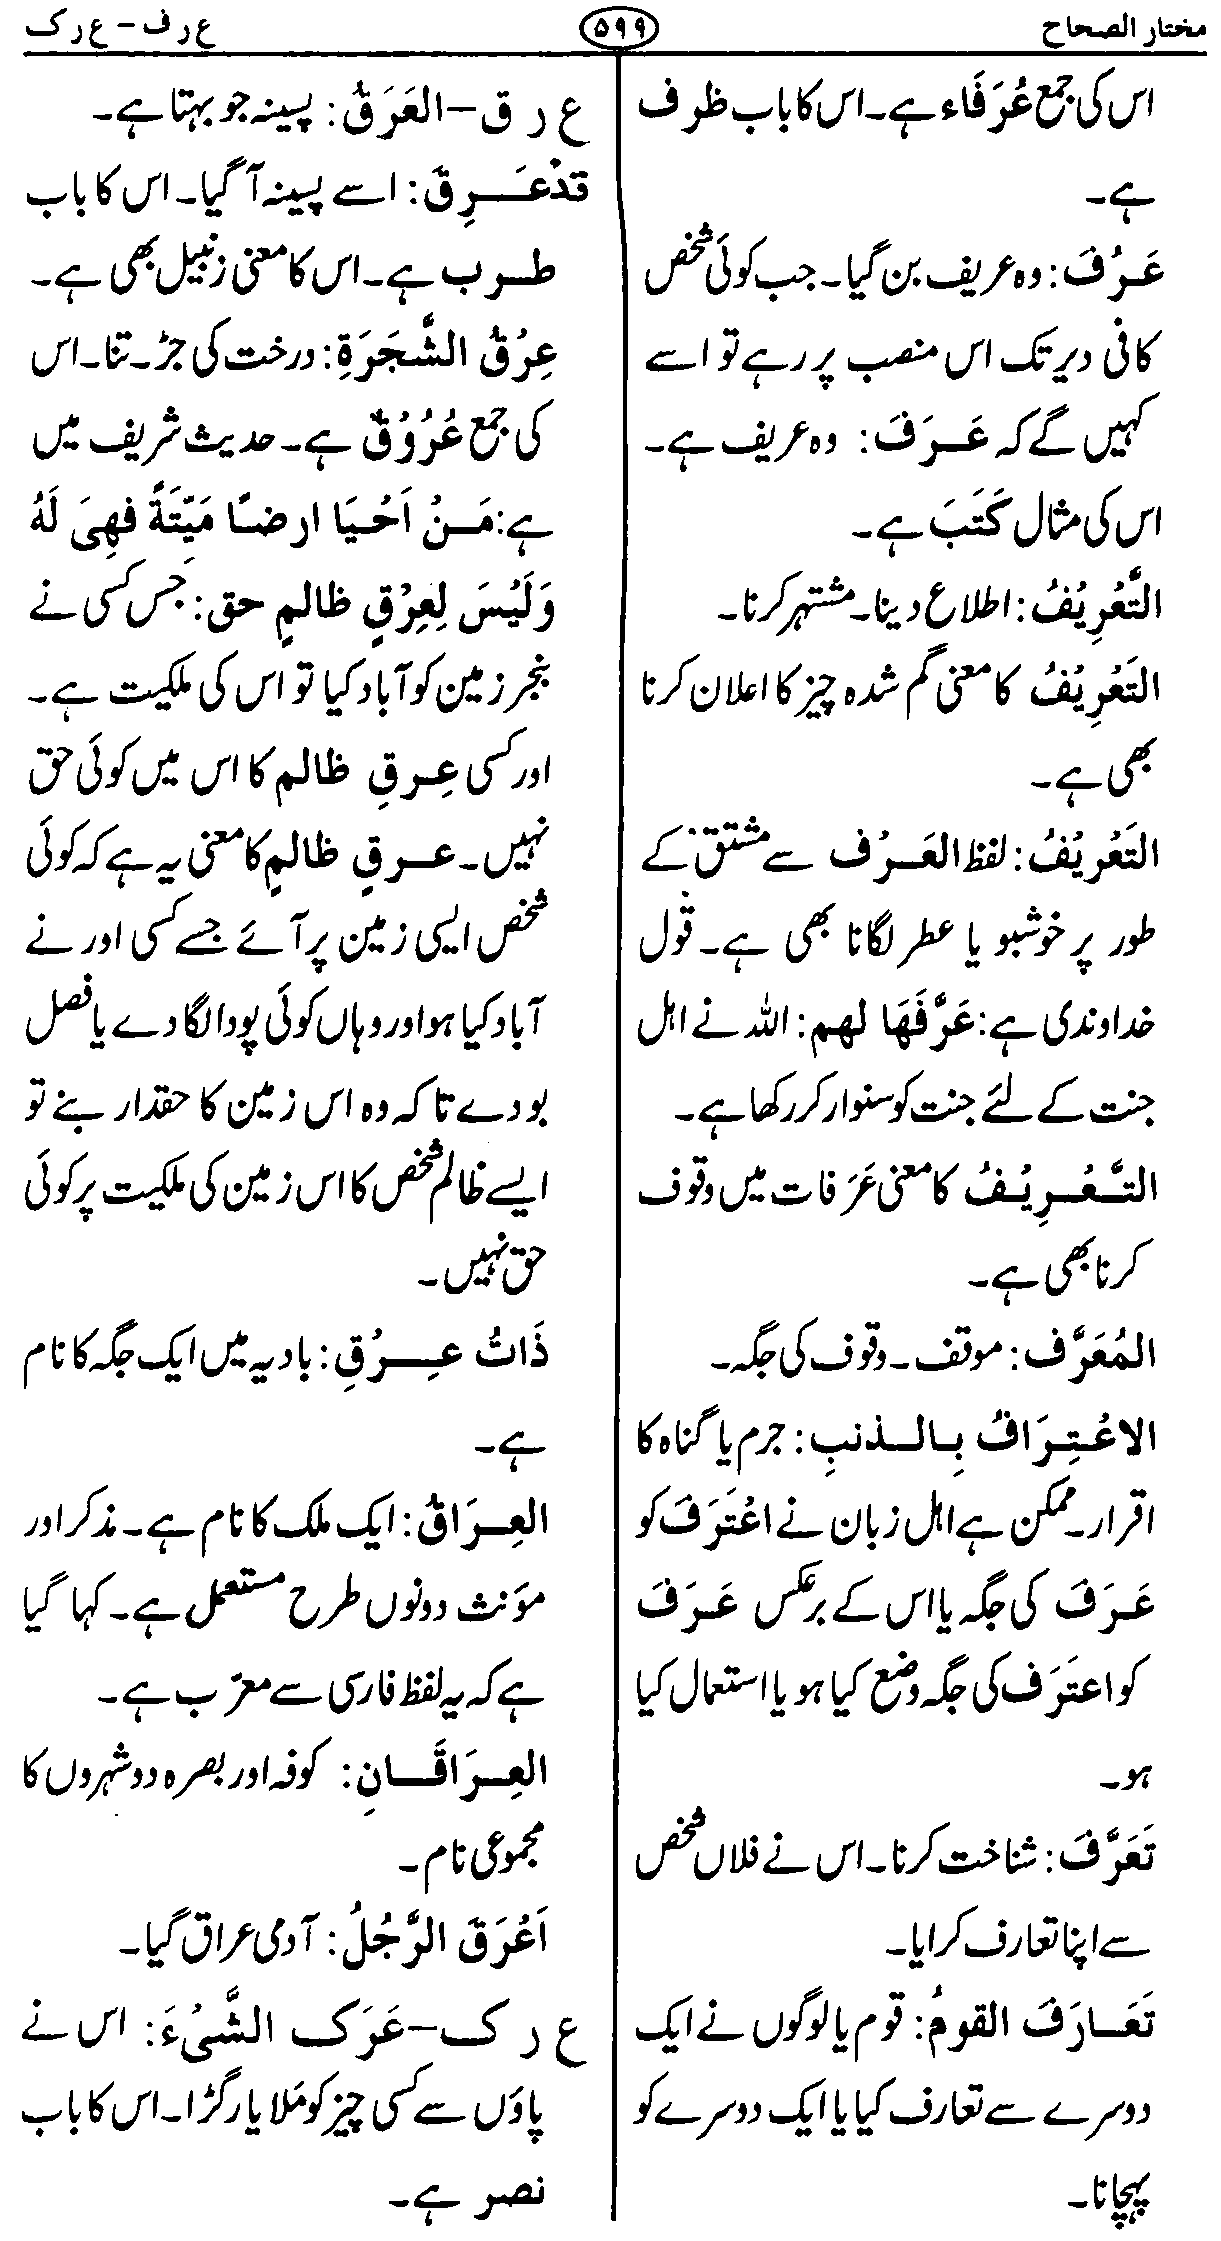 مختار الصحاح
۵۹۹
ع ر ف – ع ر ک
اس کی جمع عُرَفَاء ہے۔ اس کا باب ظرف
ہے۔
عَرُفَ: وہ عریف بن گیا۔ جب کوئی شخص
کافی دیر تک اس منصب پر رہے تو اسے
کہیں گے کہ عَرَفَ: وہ عریف ہے۔
اس کی مثال کَتَبَ ہے۔
التَّعْرِيْفُ: اطلاع دینا۔ مشتہر کرنا۔
التَعْرِيْفُ کا معنی گم شدہ چیز کا اعلان کرنا
بھی ہے۔
التَعْرِيْفُ: لفظ العَرْف سے مشتق کے
طور پر خوشبو یا عطر لگانا بھی ہے۔ قول
خداوندی ہے: عَرَّفَهَا لهم: اللہ نے اہل
جنت کے لئے جنت کو سنوار کر رکھا ہے۔
التَّعْرِيْفُ کا معنی عَرَفات میں وقوف
کرنا بھی ہے۔
المُعَرَّف: موقف۔ وقوف کی جگہ۔
الاعْتِرَافُ بِالذنبِ: جرم یا گناہ کا
اقرار۔ ممکن ہے اہل زبان نے اعْتَرَفَ کو
عَرَفَ کی جگہ یا اس کے برعکس عَرَفَ
کو اعتَرَف کی جگہ وضع کیا ہو یا استعمال کیا
ہو۔
تَعَرَّفَ: شناخت کرنا۔ اس نے فلاں شخص
سے اپنا تعارف کرایا۔
تَعَارَفَ القومُ: قوم یا لوگوں نے ایک
دوسرے سے تعارف کیا یا ایک دوسرے کو
پہچانا۔
ع ر ق – العَرَقُ: پسینہ جو بہتا ہے۔
قدْعَرِقَ: اسے پسینہ آ گیا۔ اس کا باب
طرب ہے۔ اس کا معنی زنبیل بھی ہے۔
عِرْقُ الشَّجَرَةِ: درخت کی جڑ۔ تنا۔ اس
کی جمع عُرُوْقٌ ہے۔ حدیث شریف میں
ہے: مَنْ اَحْيَا ارضًا مَيِّتَةً فَهِيَ لَهُ
وَلَيْسَ لِعِرْقٍ ظالمٍ حق: جس کسی نے
بنجر زمین کو آباد کیا تو اس کی ملکیت ہے۔
اور کسی عِرقِ ظالم کا اس میں کوئی حق
نہیں۔ عرقٍ ظالمٍ کا معنی یہ ہے کہ کوئی
شخص ایسی زمین پر آئے جسے کسی اور نے
آباد کیا ہو اور وہاں کوئی پودا لگا دے یا فصل
بو دے تا کہ وہ اس زمین کا حقدار بنے تو
ایسے ظالم شخص کا اس زمین کی ملکیت پر کوئی
حق نہیں۔
ذَاتُ عِرْقٍ: بادیہ میں ایک جگہ کا نام
ہے۔
العِرَاقُ: ایک ملک کا نام ہے۔ مذکر اور
مؤنث دونوں طرح مستعمل ہے۔ کہا گیا
ہے کہ یہ لفظ فارسی سے معرّب ہے۔
العِرَاقَانِ: کوفہ اور بصرہ دو شہروں کا
مجموعی نام۔
اَعْرَقَ الرَّجُلُ: آدمی عراق گیا۔
ع ر ک – عَرَکَ الشَّیْءَ: اس نے
پاؤں سے کسی چیز کو مَلا یا رگڑا۔ اس کا باب
نصر ہے۔